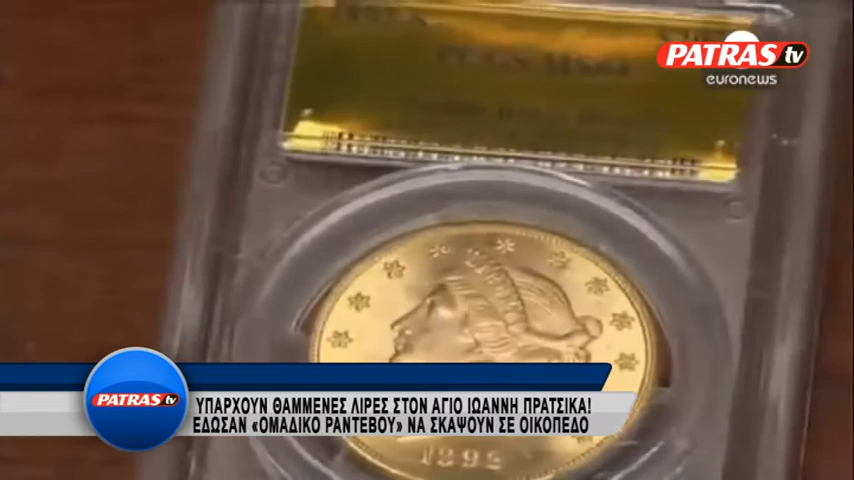 PATRAS tv
euronews
LIBERTY
PATRAS tv
ΥΠΑΡΧΟΥΝ ΘΑΜΜΕΝΕΣ ΛΙΡΕΣ ΣΤΟΝ ΑΓΙΟ ΙΩΑΝΝΗ ΠΡΑΤΣΙΚΑ!
ΕΔΩΣΑΝ «ΟΜΑΔΙΚΟ ΡΑΝΤΕΒΟΥ» ΝΑ ΣΚΑΨΟΥΝ ΣΕ ΟΙΚΟΠΕΔΟ